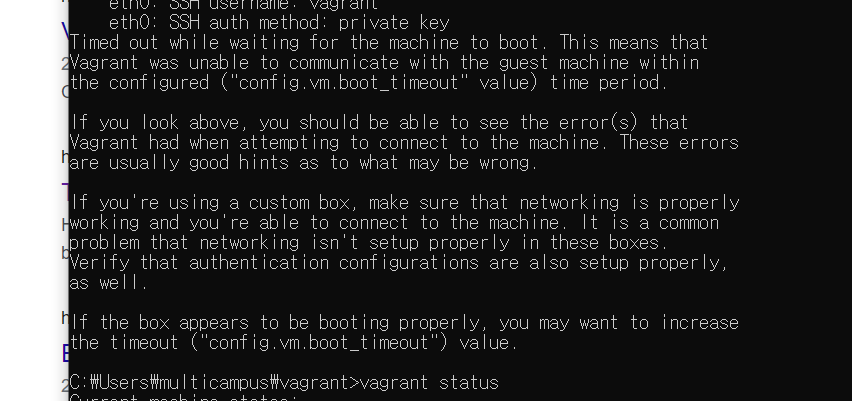 eth0: SSH username: vagrant
eth0: SSH auth method: private key
Timed out while waiting for the machine to boot. This means that
Vagrant was unable to communicate with the guest machine within
the configured ("config.vm.boot_timeout" value) time period.
If you look above, you should be able to see the error(s) that
Vagrant had when attempting to connect to the machine. These errors
are usually good hints as to what may be wrong.
If you're using a custom box, make sure that networking is properly
working and you're able to connect to the machine. It is a common
problem that networking isn't setup properly in these boxes.
Verify that authentication configurations are also setup properly,
as well.
If the box appears to be booting properly, you may want to increase
the timeout ("config.vm.boot_timeout") value.
C:₩Users₩multicampus₩vagrant>vagrant status
Current machine states: